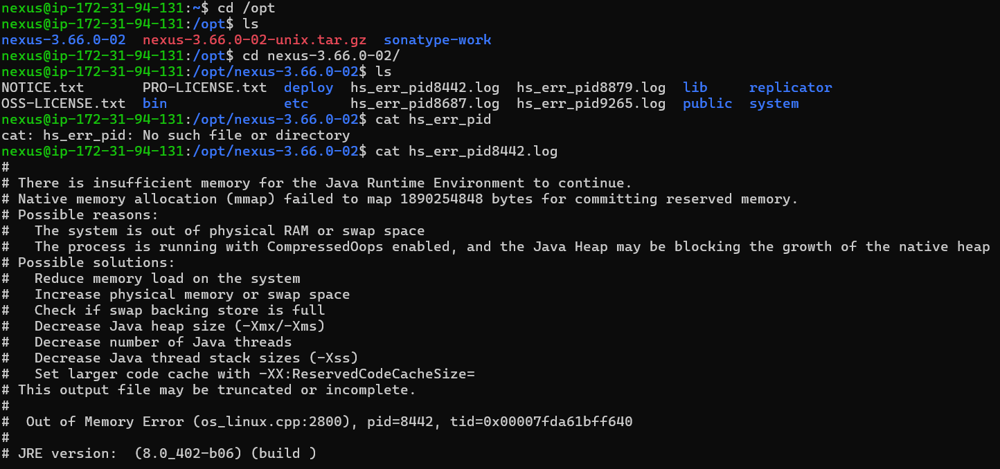 nexus@ip-172-31-94-131:~$ cd /opt
nexus@ip-172-31-94-131:/opt$ ls
nexus-3.66.0-02  nexus-3.66.0-02-unix.tar.gz  sonatype-work
nexus@ip-172-31-94-131:/opt$ cd nexus-3.66.0-02/
nexus@ip-172-31-94-131:/opt/nexus-3.66.0-02$ ls
NOTICE.txt       PRO-LICENSE.txt  deploy  hs_err_pid8442.log  hs_err_pid8879.log  lib     replicator
OSS-LICENSE.txt  bin              etc     hs_err_pid8687.log  hs_err_pid9265.log  public  system
nexus@ip-172-31-94-131:/opt/nexus-3.66.0-02$ cat hs_err_pid
cat: hs_err_pid: No such file or directory
nexus@ip-172-31-94-131:/opt/nexus-3.66.0-02$ cat hs_err_pid8442.log
#
# There is insufficient memory for the Java Runtime Environment to continue.
# Native memory allocation (mmap) failed to map 1890254848 bytes for committing reserved memory.
# Possible reasons:
#   The system is out of physical RAM or swap space
#   The process is running with CompressedOops enabled, and the Java Heap may be blocking the growth of the native heap
# Possible solutions:
#   Reduce memory load on the system
#   Increase physical memory or swap space
#   Check if swap backing store is full
#   Decrease Java heap size (-Xmx/-Xms)
#   Decrease number of Java threads
#   Decrease Java thread stack sizes (-Xss)
#   Set larger code cache with -XX:ReservedCodeCacheSize=
# This output file may be truncated or incomplete.
#
#  Out of Memory Error (os_linux.cpp:2800), pid=8442, tid=0x00007fda61bff640
#
# JRE version:  (8.0_402-b06) (build )